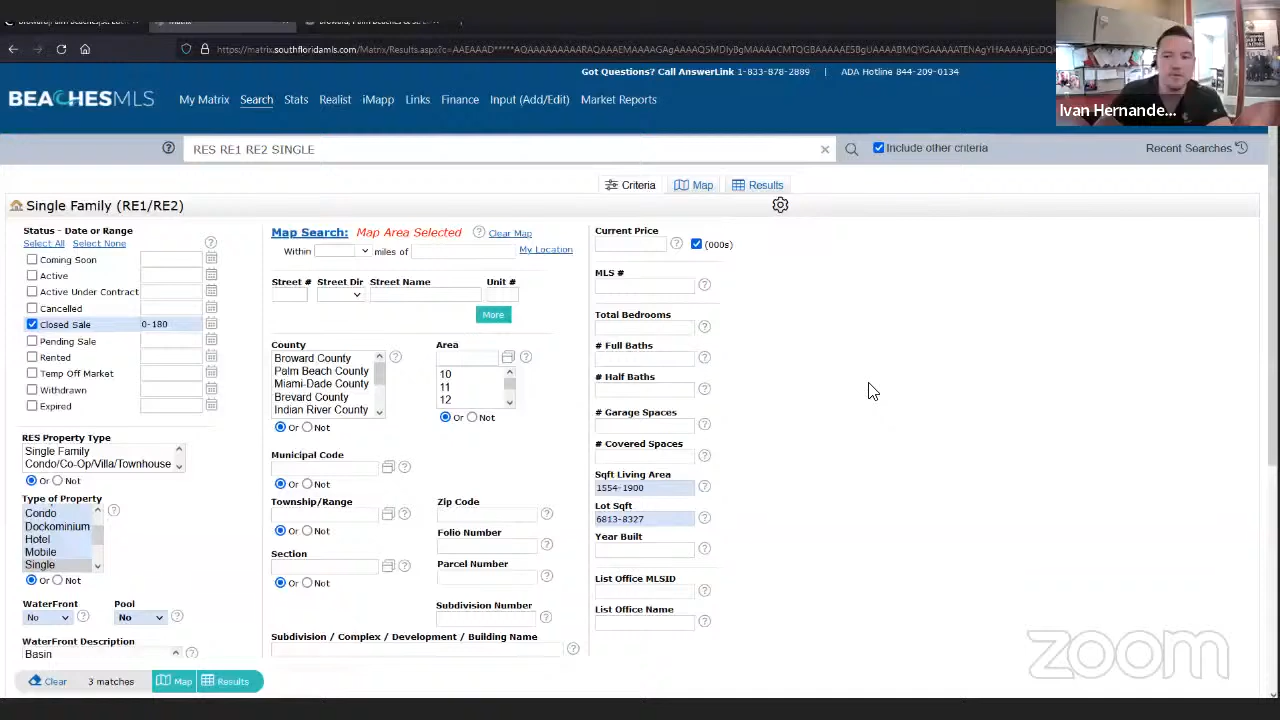 Matrix
https://matrix.southfloridamls.com/Matrix/Results.aspx?c=
Got Questions? Call AnswerLink 1-833-878-2889 | ADA Hotline 844-209-0134
BEACHESMLS
My Matrix Search Stats Realist iMapp Links Finance Input (Add/Edit) Market Reports
Ivan Hernande...
RES RE1 RE2 SINGLE
Include other criteria
Recent Searches
Criteria Map Results
Single Family (RE1/RE2)
Status - Date or Range
Select All Select None
Coming Soon
Active
Active Under Contract
Cancelled
Closed Sale 0-180
Pending Sale
Rented
Temp Off Market
Withdrawn
Expired
RES Property Type
Single Family
Condo/Co-Op/Villa/Townhouse
Or Not
Type of Property
Condo
Dockominium
Hotel
Mobile
Single
Or Not
WaterFront Pool
No No
WaterFront Description
Basin
Map Search: Map Area Selected Clear Map
Within miles of My Location
Street # Street Dir Street Name Unit #
More
County
Broward County
Palm Beach County
Miami-Dade County
Brevard County
Indian River County
Or Not
Area
10
11
12
Or Not
Municipal Code
Or Not
Township/Range
Or Not
Section
Or Not
Zip Code
Folio Number
Parcel Number
Subdivision Number
Subdivision / Complex / Development / Building Name
Current Price
(000s)
MLS #
Total Bedrooms
# Full Baths
# Half Baths
# Garage Spaces
# Covered Spaces
Sqft Living Area
1554-1900
Lot Sqft
6813-8327
Year Built
List Office MLSID
List Office Name
Clear 3 matches Map Results
zoom